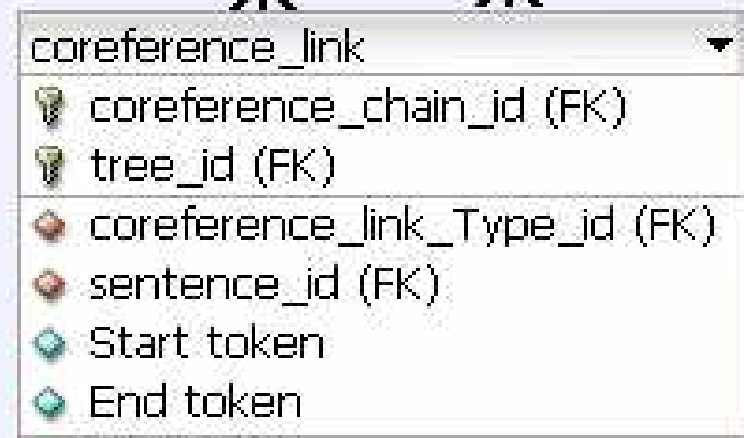 coreference_link
coreference_chain_id (FK)
tree_id (FK)
coreference_link_Type_id (FK)
sentence_id (FK)
Start token
End token